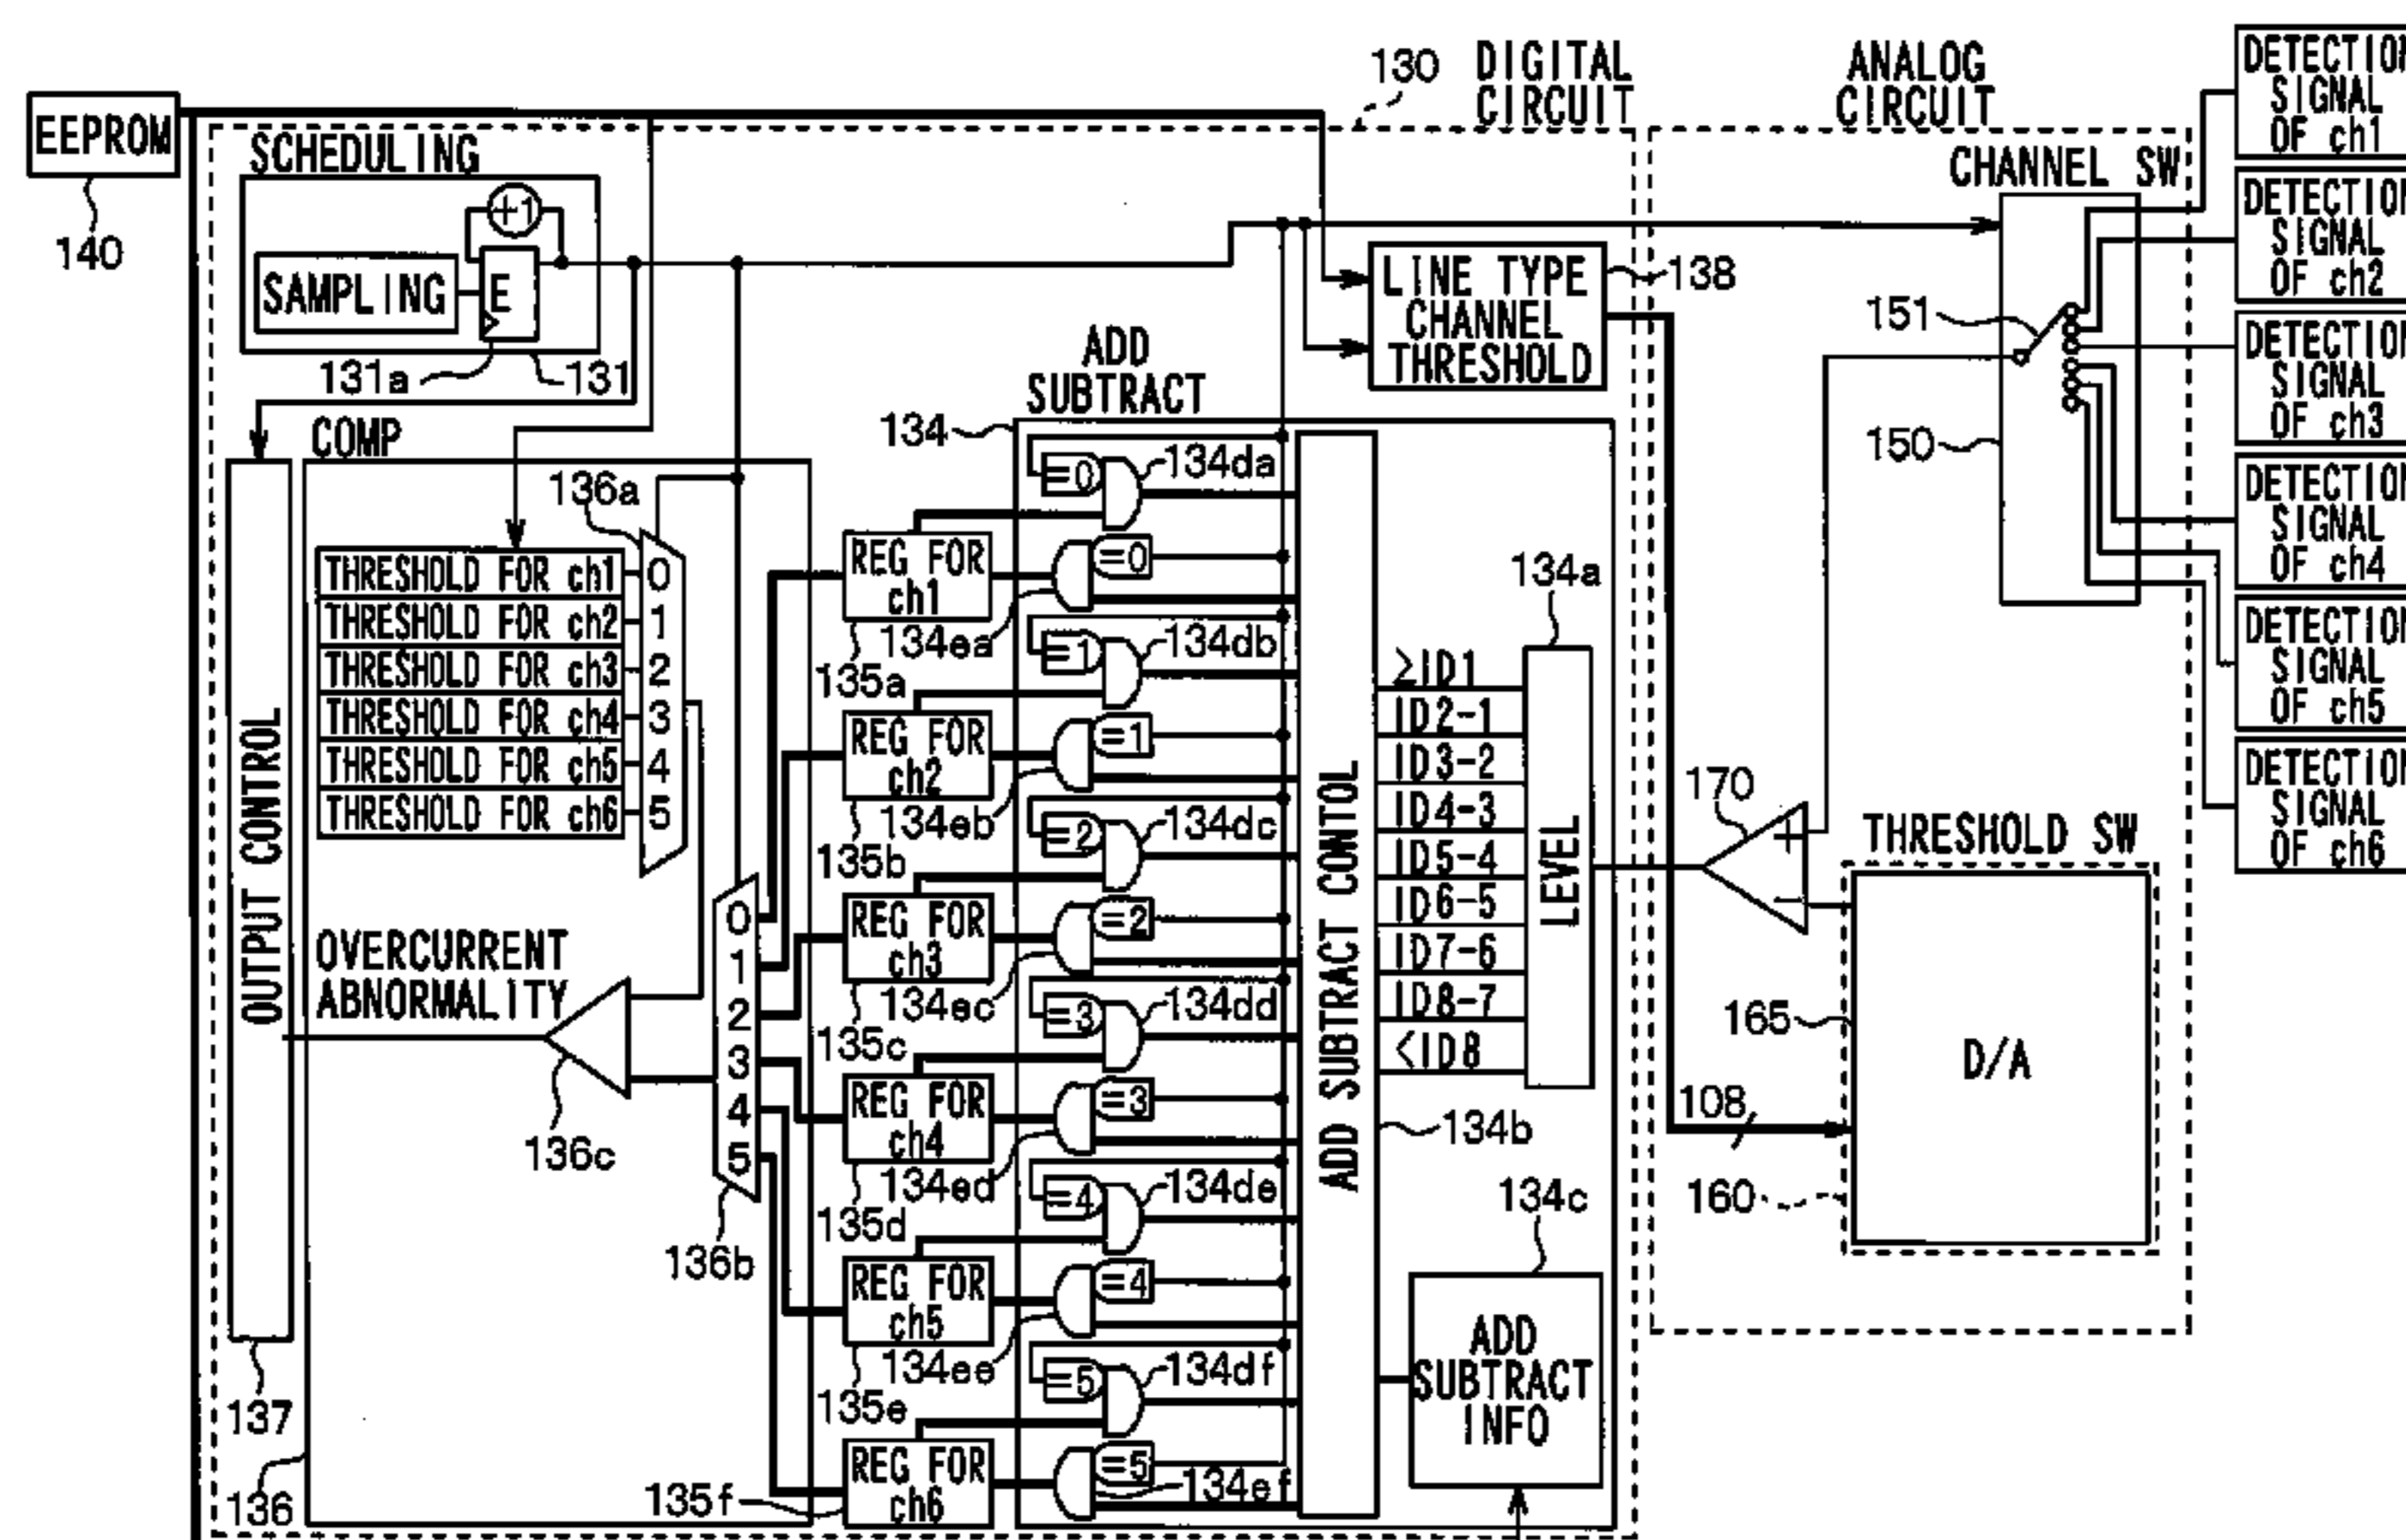 EEPROM
140
SCHEDULING
+1
SAMPLING
E
131a
131
130
DIGITAL
CIRCUIT
ANALOG
CIRCUIT
CHANNEL SW
151
150
DETECTION
SIGNAL
OF ch1
DETECTION
SIGNAL
OF ch2
DETECTION
SIGNAL
OF ch3
DETECTION
SIGNAL
OF ch4
DETECTION
SIGNAL
OF ch5
DETECTION
SIGNAL
OF ch6
LINE TYPE
CHANNEL
THRESHOLD
138
OUTPUT CONTROL
137
COMP
136a
THRESHOLD FOR ch1
THRESHOLD FOR ch2
THRESHOLD FOR ch3
THRESHOLD FOR ch4
THRESHOLD FOR ch5
THRESHOLD FOR ch6
0
1
2
3
4
5
OVERCURRENT
ABNORMALITY
136c
0
1
2
3
4
5
136b
136
REG FOR
ch1
135a
REG FOR
ch2
135b
REG FOR
ch3
135c
REG FOR
ch4
135d
REG FOR
ch5
135e
REG FOR
ch6
135f
ADD
SUBTRACT
134
=0
134da
=0
134ea
=1
134db
=1
134eb
=2
134dc
=2
134ec
=3
134dd
=3
134ed
=4
134de
=4
134ee
=5
134df
=5
134ef
ADD SUBTRACT CONTOL
134b
≥ID1
ID2-1
ID3-2
ID4-3
ID5-4
ID6-5
ID7-6
ID8-7
<ID8
LEVEL
134a
134c
ADD
SUBTRACT
INFO
170
+
−
THRESHOLD SW
165
D/A
108
160